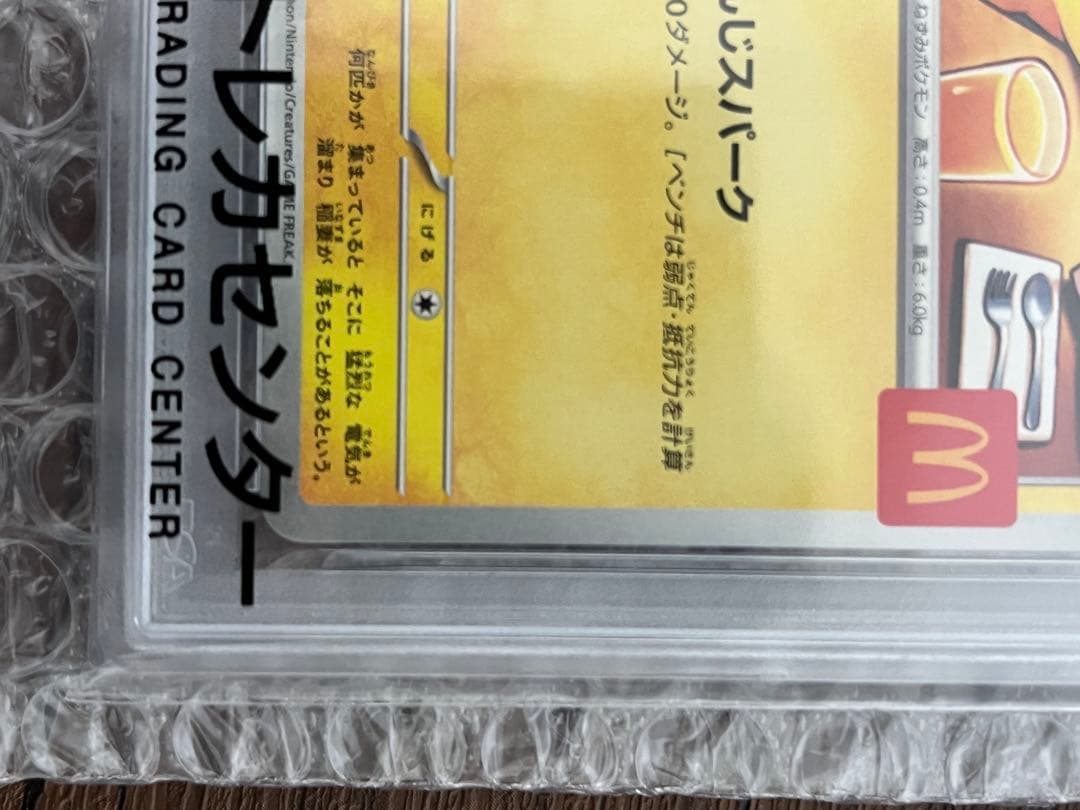 ねずみポケモン 高さ:0.4m 重さ:6.0kg
んじスパーク
0ダメージ。[ベンチは弱点・抵抗力を計算
にげる
何匹かが 集まっていると そこに 猛烈な 電気が
溜まり 稲妻が 落ちることがあるという。
mon/Nintendo/Creatures/GAME FREAK.
トレカセンター
RADING CARD CENTER